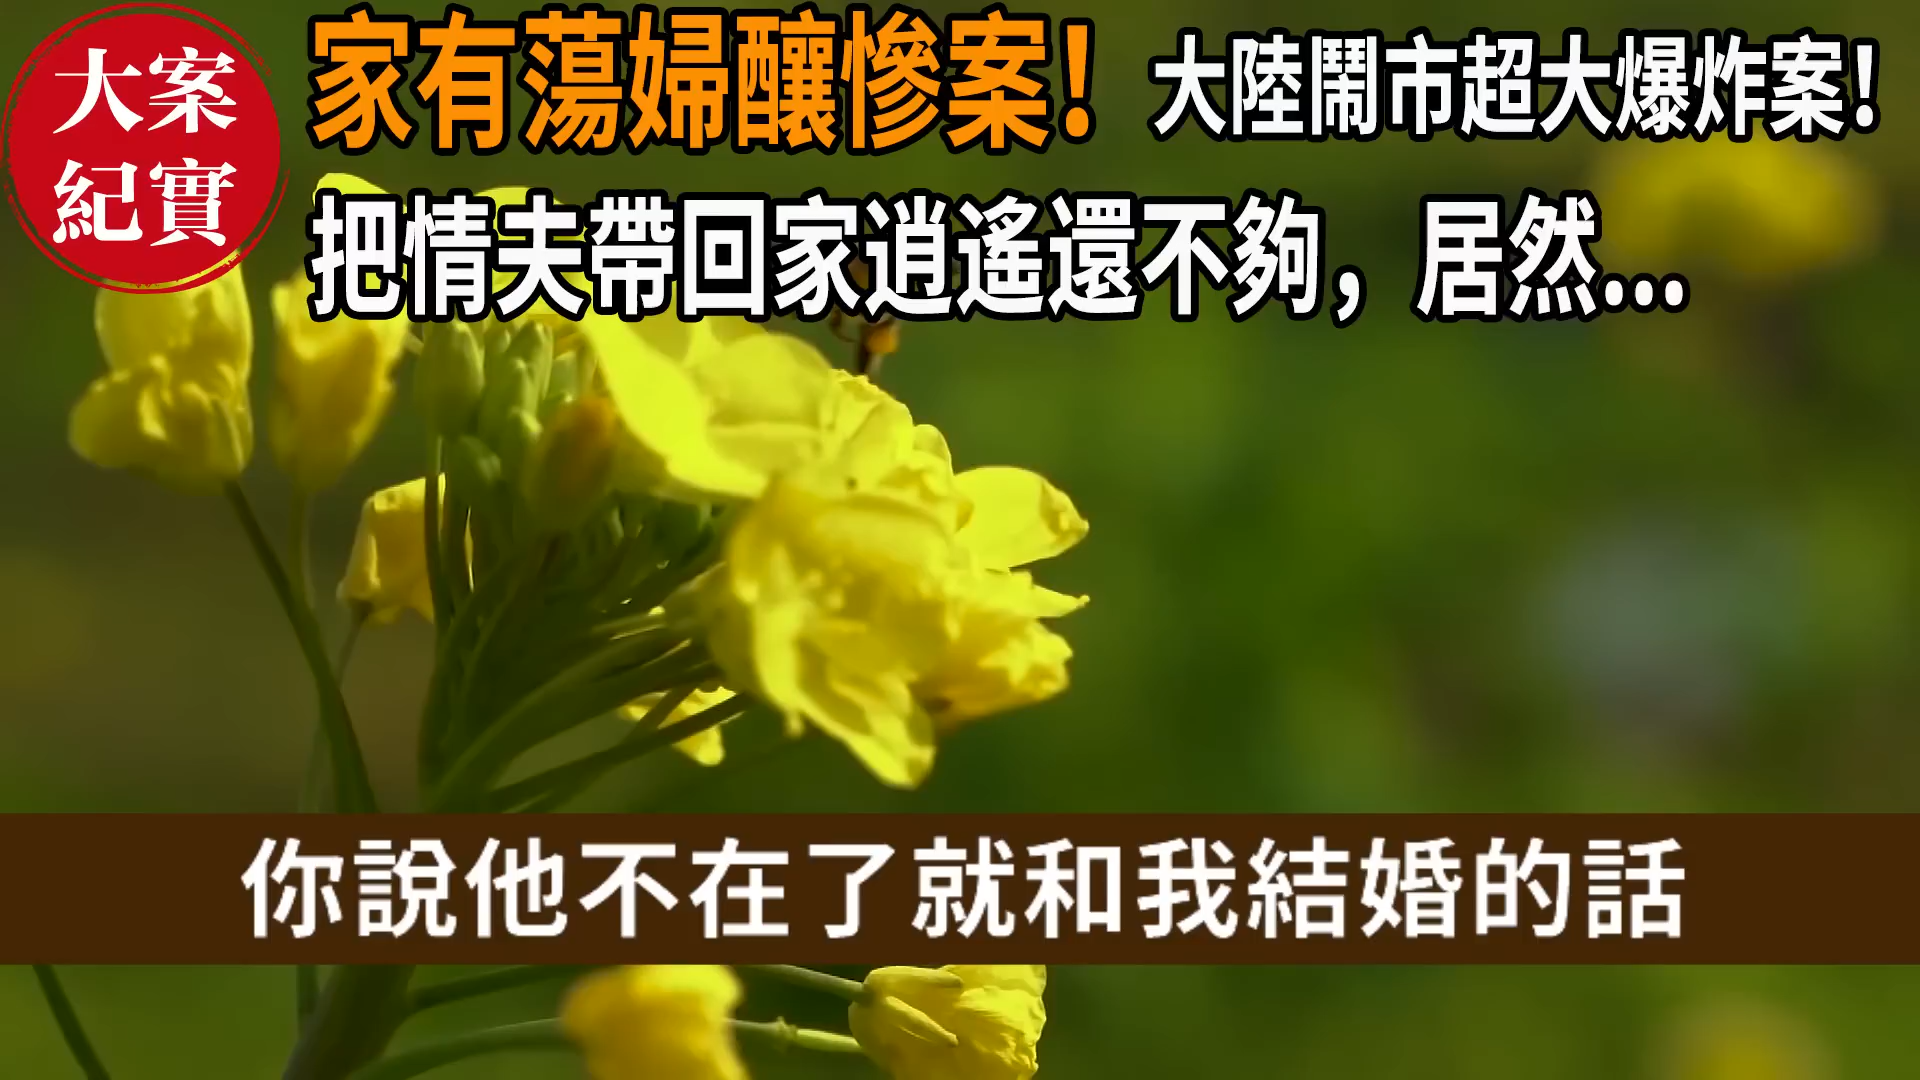 大案
紀實
家有蕩婦釀慘案！大陸鬧市超大爆炸案！
把情夫帶回家逍遙還不夠，居然...
你說他不在了就和我結婚的話